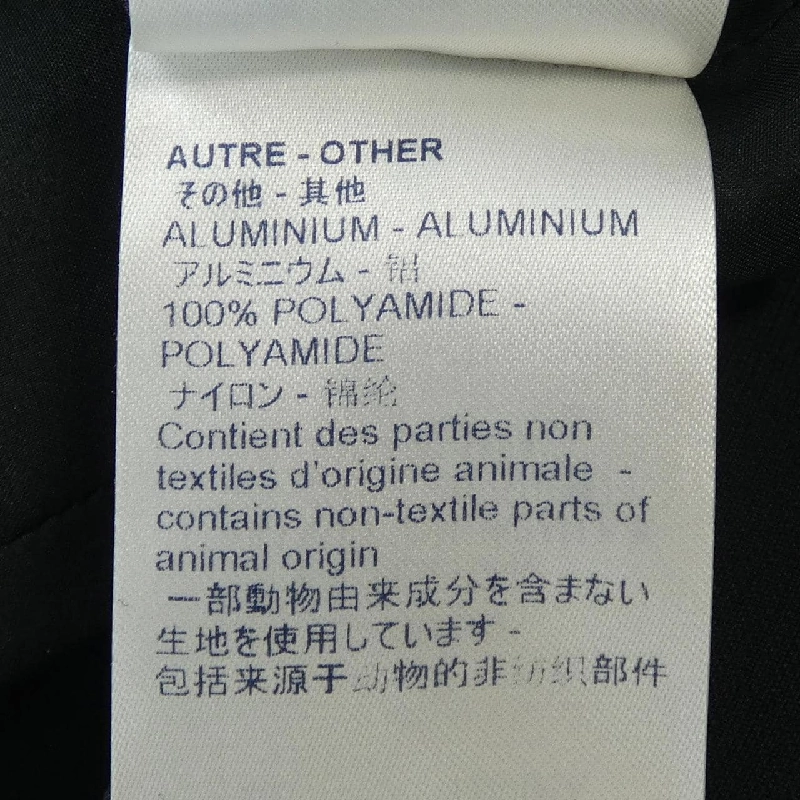 AUTRE - OTHER
その他 - 其他
ALUMINIUM - ALUMINIUM
アルミニウム - 铝
100% POLYAMIDE -
POLYAMIDE
ナイロン - 锦纶
Contient des parties non
textiles d'origine animale -
contains non-textile parts of
animal origin
一部動物由来成分を含まない
生地を使用しています -
包括来源于动物的非纺织部件